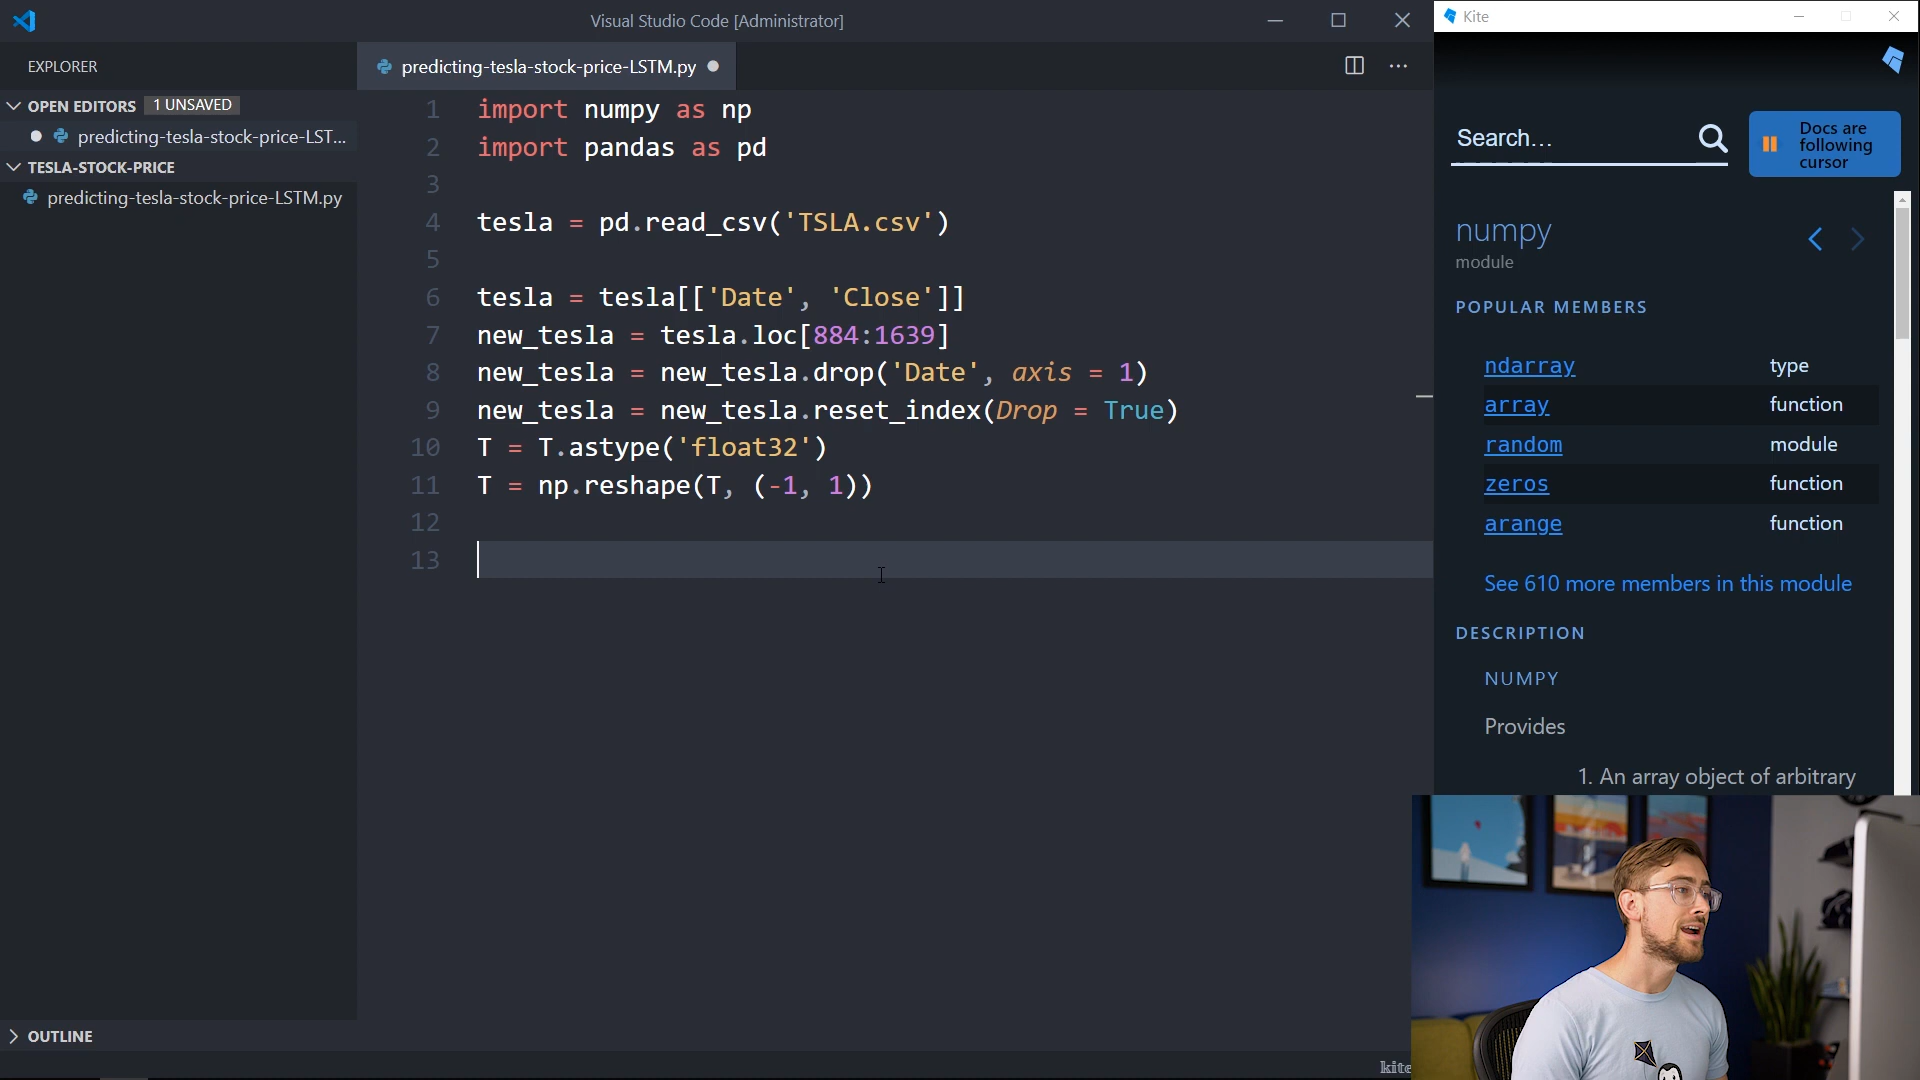 Visual Studio Code [Administrator]
EXPLORER
OPEN EDITORS 1 UNSAVED
predicting-tesla-stock-price-LST...
TESLA-STOCK-PRICE
predicting-tesla-stock-price-LSTM.py
OUTLINE
predicting-tesla-stock-price-LSTM.py
1 import numpy as np
2 import pandas as pd
3
4 tesla = pd.read_csv('TSLA.csv')
5
6 tesla = tesla[['Date', 'Close']]
7 new_tesla = tesla.loc[884:1639]
8 new_tesla = new_tesla.drop('Date', axis = 1)
9 new_tesla = new_tesla.reset_index(Drop = True)
10 T = T.astype('float32')
11 T = np.reshape(T, (-1, 1))
12
13
kite
Kite
Search...
Docs are
following
cursor
numpy
module
POPULAR MEMBERS
ndarray type
array function
random module
zeros function
arange function
See 610 more members in this module
DESCRIPTION
NUMPY
Provides
1. An array object of arbitrary